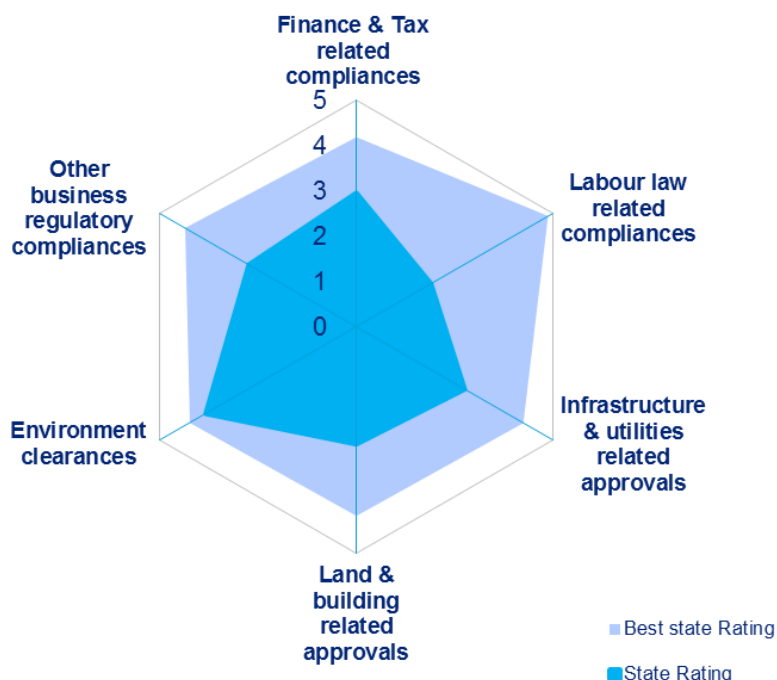 Finance & Tax
related
compliances
5
4
3
2
1
0
Labour law
related
compliances
Infrastructure
& utilities
related
approvals
Land &
building
related
approvals
Environment
clearances
Other
business
regulatory
compliances
Best state Rating
State Rating